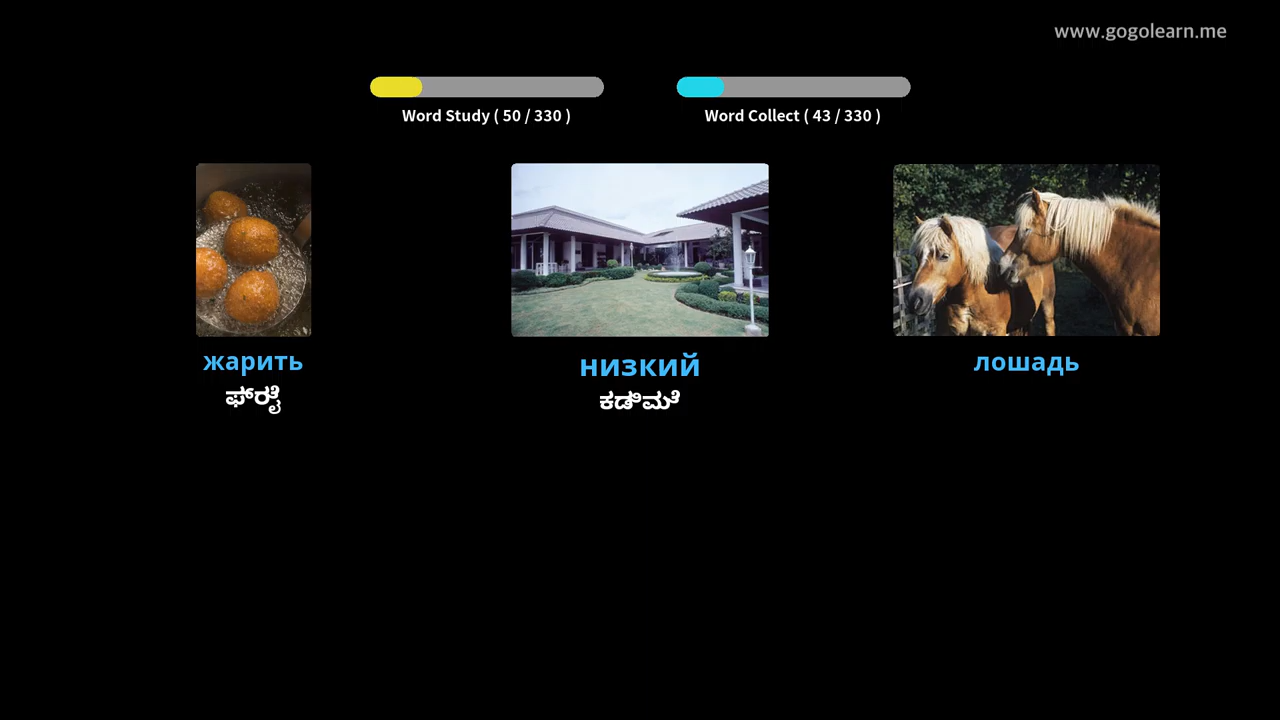 www.gogolearn.me
Word Study ( 50 / 330 )
Word Collect ( 43 / 330 )
жарить
низкий
лошадь
ಫ್ರೈ
ಕಡಿಮೆ